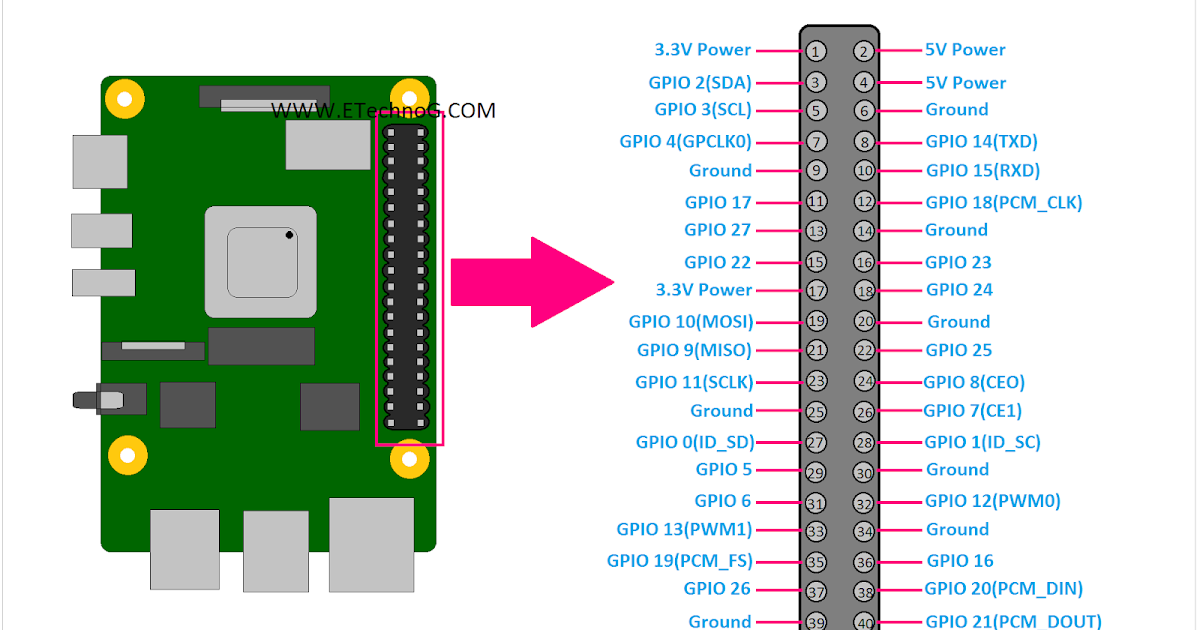 WWW.ETechnoG.COM
3.3V Power 1 2 5V Power
GPIO 2(SDA) 3 4 5V Power
GPIO 3(SCL) 5 6 Ground
GPIO 4(GPCLK0) 7 8 GPIO 14(TXD)
Ground 9 10 GPIO 15(RXD)
GPIO 17 11 12 GPIO 18(PCM_CLK)
GPIO 27 13 14 Ground
GPIO 22 15 16 GPIO 23
3.3V Power 17 18 GPIO 24
GPIO 10(MOSI) 19 20 Ground
GPIO 9(MISO) 21 22 GPIO 25
GPIO 11(SCLK) 23 24 GPIO 8(CEO)
Ground 25 26 GPIO 7(CE1)
GPIO 0(ID_SD) 27 28 GPIO 1(ID_SC)
GPIO 5 29 30 Ground
GPIO 6 31 32 GPIO 12(PWM0)
GPIO 13(PWM1) 33 34 Ground
GPIO 19(PCM_FS) 35 36 GPIO 16
GPIO 26 37 38 GPIO 20(PCM_DIN)
Ground 39 40 GPIO 21(PCM_DOUT)